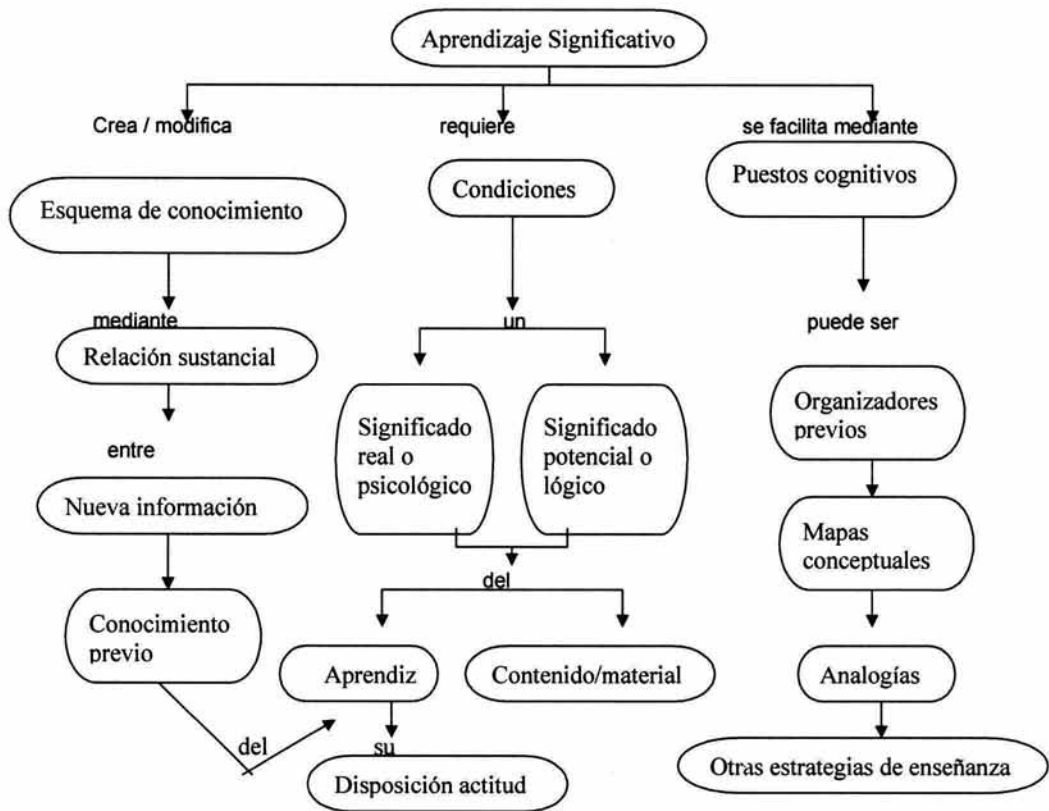 Aprendizaje Significativo
Crea / modifica
requiere
se facilita mediante
Esquema de conocimiento
Condiciones
Puestos cognitivos
mediante
un
puede ser
Relación sustancial
Significado
real o
psicológico
Significado
potencial o
lógico
Organizadores
previos
entre
Nueva información
Mapas
conceptuales
del
Conocimiento
previo
Aprendiz
Contenido/material
Analogías
del
su
Disposición actitud
Otras estrategias de enseñanza